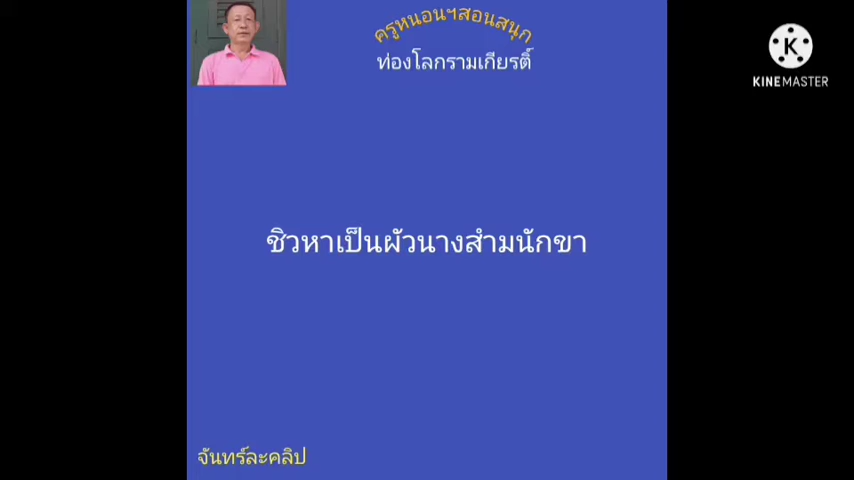 ครูหนอนฯสอนสนุก
ท่องโลกรามเกียรติ์
KINEMASTER
ชิวหาเป็นผัวนางสำมนักขา
จันทร์ละคลิป